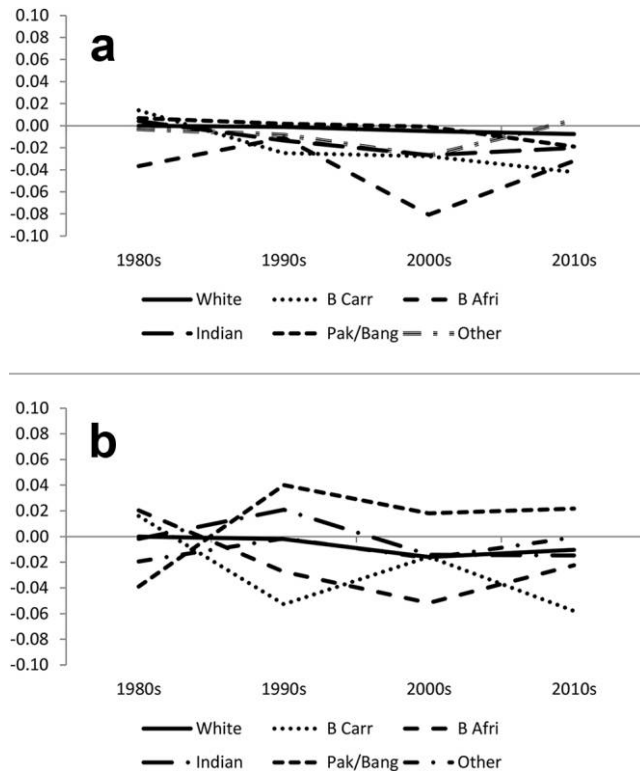 0.10
0.08
0.06
0.04
0.02
0.00
-0.02
-0.04
-0.06
-0.08
-0.10
a
1980s 1990s 2000s 2010s
White B Carr B Afri
Indian Pak/Bang Other
0.10
0.08
0.06
0.04
0.02
0.00
-0.02
-0.04
-0.06
-0.08
-0.10
b
1980s 1990s 2000s 2010s
White B Carr B Afri
Indian Pak/Bang Other